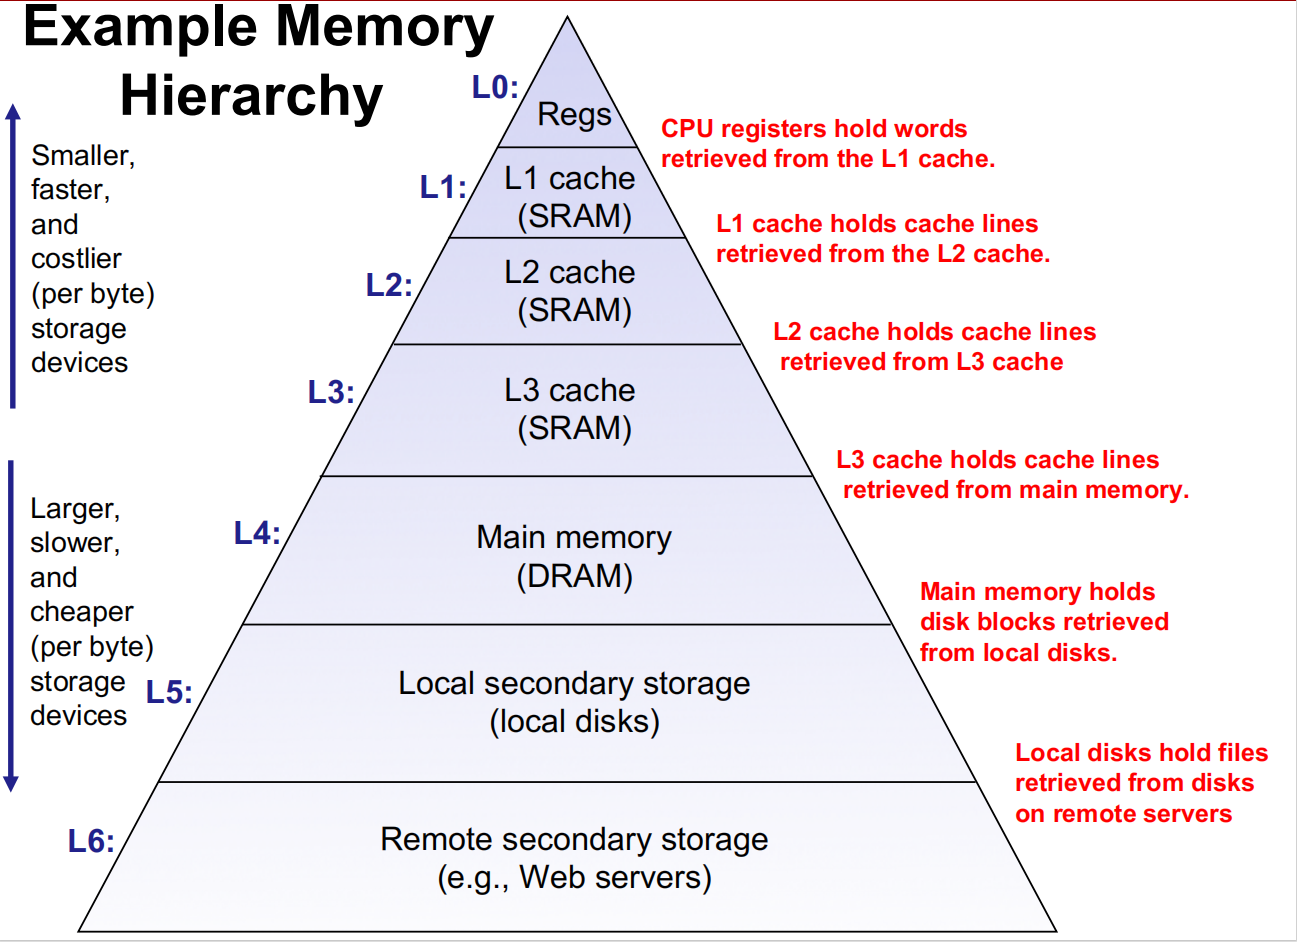 Example Memory
Hierarchy
L0:
Regs
CPU registers hold words
retrieved from the L1 cache.
Smaller,
faster,
and
costlier
(per byte)
storage
devices
L1:
L1 cache
(SRAM)
L1 cache holds cache lines
retrieved from the L2 cache.
L2:
L2 cache
(SRAM)
L2 cache holds cache lines
retrieved from L3 cache
L3:
L3 cache
(SRAM)
L3 cache holds cache lines
retrieved from main memory.
Larger,
slower,
and
cheaper
(per byte)
storage
devices
L4:
Main memory
(DRAM)
Main memory holds
disk blocks retrieved
from local disks.
L5:
Local secondary storage
(local disks)
Local disks hold files
retrieved from disks
on remote servers
L6:
Remote secondary storage
(e.g., Web servers)